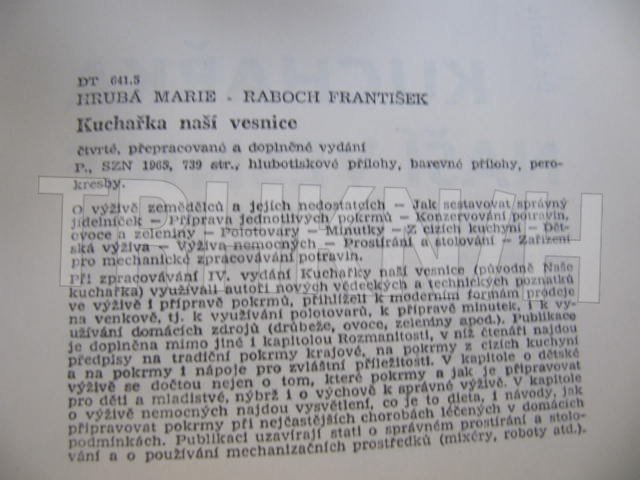 DT 641.5
HRUBÁ MARIE - RABOCH FRANTIŠEK
Kuchařka naší vesnice
čtvrté, přepracované a doplněné vydání
P., SZN 1965, 739 str., hlubotiskové přílohy, barevné přílohy, pero-
kresby.
O výživě zemědělců a jejich nedostatcích – Jak sestavovat správný
jídelníček – Příprava jednotlivých pokrmů – Konzervování potravin,
ovoce a zeleniny – Polotovary – Minutky – Z cizích kuchyní – Dět-
ská výživa – Výživa nemocných – Prostírání a stolování – Zařízení
pro mechanické zpracovávání potravin.
Při zpracovávání IV. vydání Kuchařky naší vesnice (původně Naše
kuchařka) využívali autoři nových vědeckých a technických poznatků
ve výživě i přípravě pokrmů, přihlíželi k moderním formám prodeje
na venkově, tj. k využívání polotovarů, k přípravě minutek, i k vy-
užívání domácích zdrojů (drůbeže, ovoce, zeleniny apod.). Publikace
je doplněna mimo jiné i kapitolou Rozmanitosti, v níž čtenáři najdou
předpisy na tradiční pokrmy krajové, na pokrmy z cizích kuchyní
a na pokrmy i nápoje pro zvláštní příležitosti. V kapitole o dětské
výživě se dočtou nejen o tom, které pokrmy a jak je připravovat
pro děti a mladistvé, nýbrž i o výchově k správné výživě. V kapitole
o výživě nemocných najdou vysvětlení, co je to dieta, i návody, jak
připravovat pokrmy při nejčastějších chorobách léčených v domácích
podmínkách. Publikaci uzavírají stati o správném prostírání a stolo-
vání a o používání mechanizačních prostředků (mixéry, roboty atd.).